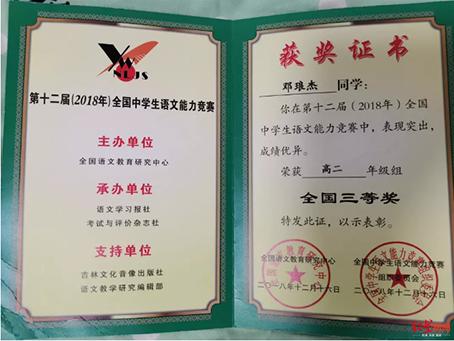 YW
NLJS
第十二届(2018年)全国中学生语文能力竞赛
主办单位
全国语文教育研究中心
承办单位
语文学习报社
考试与评价杂志社
支持单位
吉林文化音像出版社
语文教学研究编辑部
获奖证书
邓琟杰 同学:
你在第十二届(2018年)全国
中学生语文能力竞赛中,表现突出,
成绩优异。
荣获 高二 年级组
全国三等奖
特发此证,以示表彰。
全国语文教育研究中心
二〇一八年十二月十六日
全国中学生语文能力竞赛
组织委员会
二〇一八年十二月十六日